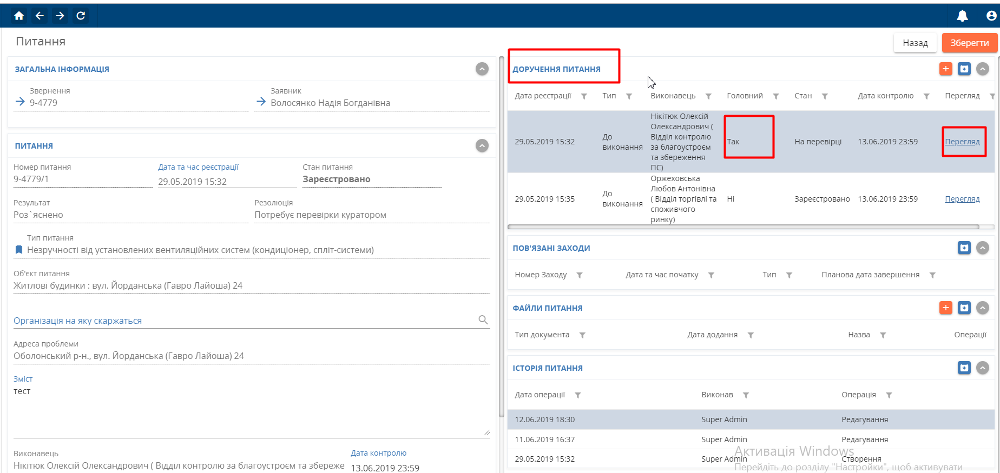 Питання
Назад
Зберегти
ЗАГАЛЬНА ІНФОРМАЦІЯ
Звернення
9-4779
Заявник
Волосянко Надія Богданівна
ПИТАННЯ
Номер питання
9-4779/1
Дата та час реєстрації
29.05.2019 15:32
Стан питання
Зареєстровано
Результат
Роз`яснено
Резолюція
Потребує перевірки куратором
Тип питання
Незручності від установлених вентиляційних систем (кондиціонер, спліт-системи)
Об'єкт питання
Житлові будинки : вул. Йорданська (Гавро Лайоша) 24
Організація на яку скаржаться
Адреса проблеми
Оболонський р-н., вул. Йорданська (Гавро Лайоша) 24
Зміст
тест
Виконавець
Нікітюк Олексій Олександрович ( Відділ контролю за благоустроєм та збереже
Дата контролю
13.06.2019 23:59
ДОРУЧЕННЯ ПИТАННЯ
Дата реєстрації Тип Виконавець Головний Стан Дата контролю Перегляд
29.05.2019 15:32
До
виконання
Нікітюк Олексій
Олександрович (
Відділ контролю
за благоустроєм
та збереження
ПС)
Так
На перевірці
13.06.2019 23:59
Перегляд
29.05.2019 15:35
До
виконання
Оржеховська
Любов Антонівна
( Відділ торгівлі та
споживчого
ринку)
Ні
Зареєстровано
13.06.2019 23:59
Перегляд
ПОВ'ЯЗАНІ ЗАХОДИ
Номер Заходу Дата та час початку Тип Планова дата завершення
ФАЙЛИ ПИТАННЯ
Тип документа Дата додання Назва Операції
ІСТОРІЯ ПИТАННЯ
Дата операції Виконав Операція
12.06.2019 18:30 Super Admin Редагування
11.06.2019 16:37 Super Admin Редагування
29.05.2019 15:32 Super Admin Створення
Активація Windows
Перейдіть до розділу "Настройки", щоб активувати